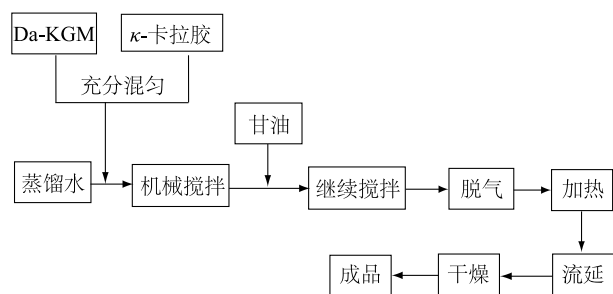 Da-KGM
κ-卡拉胶
充分混匀
甘油
蒸馏水
机械搅拌
继续搅拌
脱气
加热
成品
干燥
流延